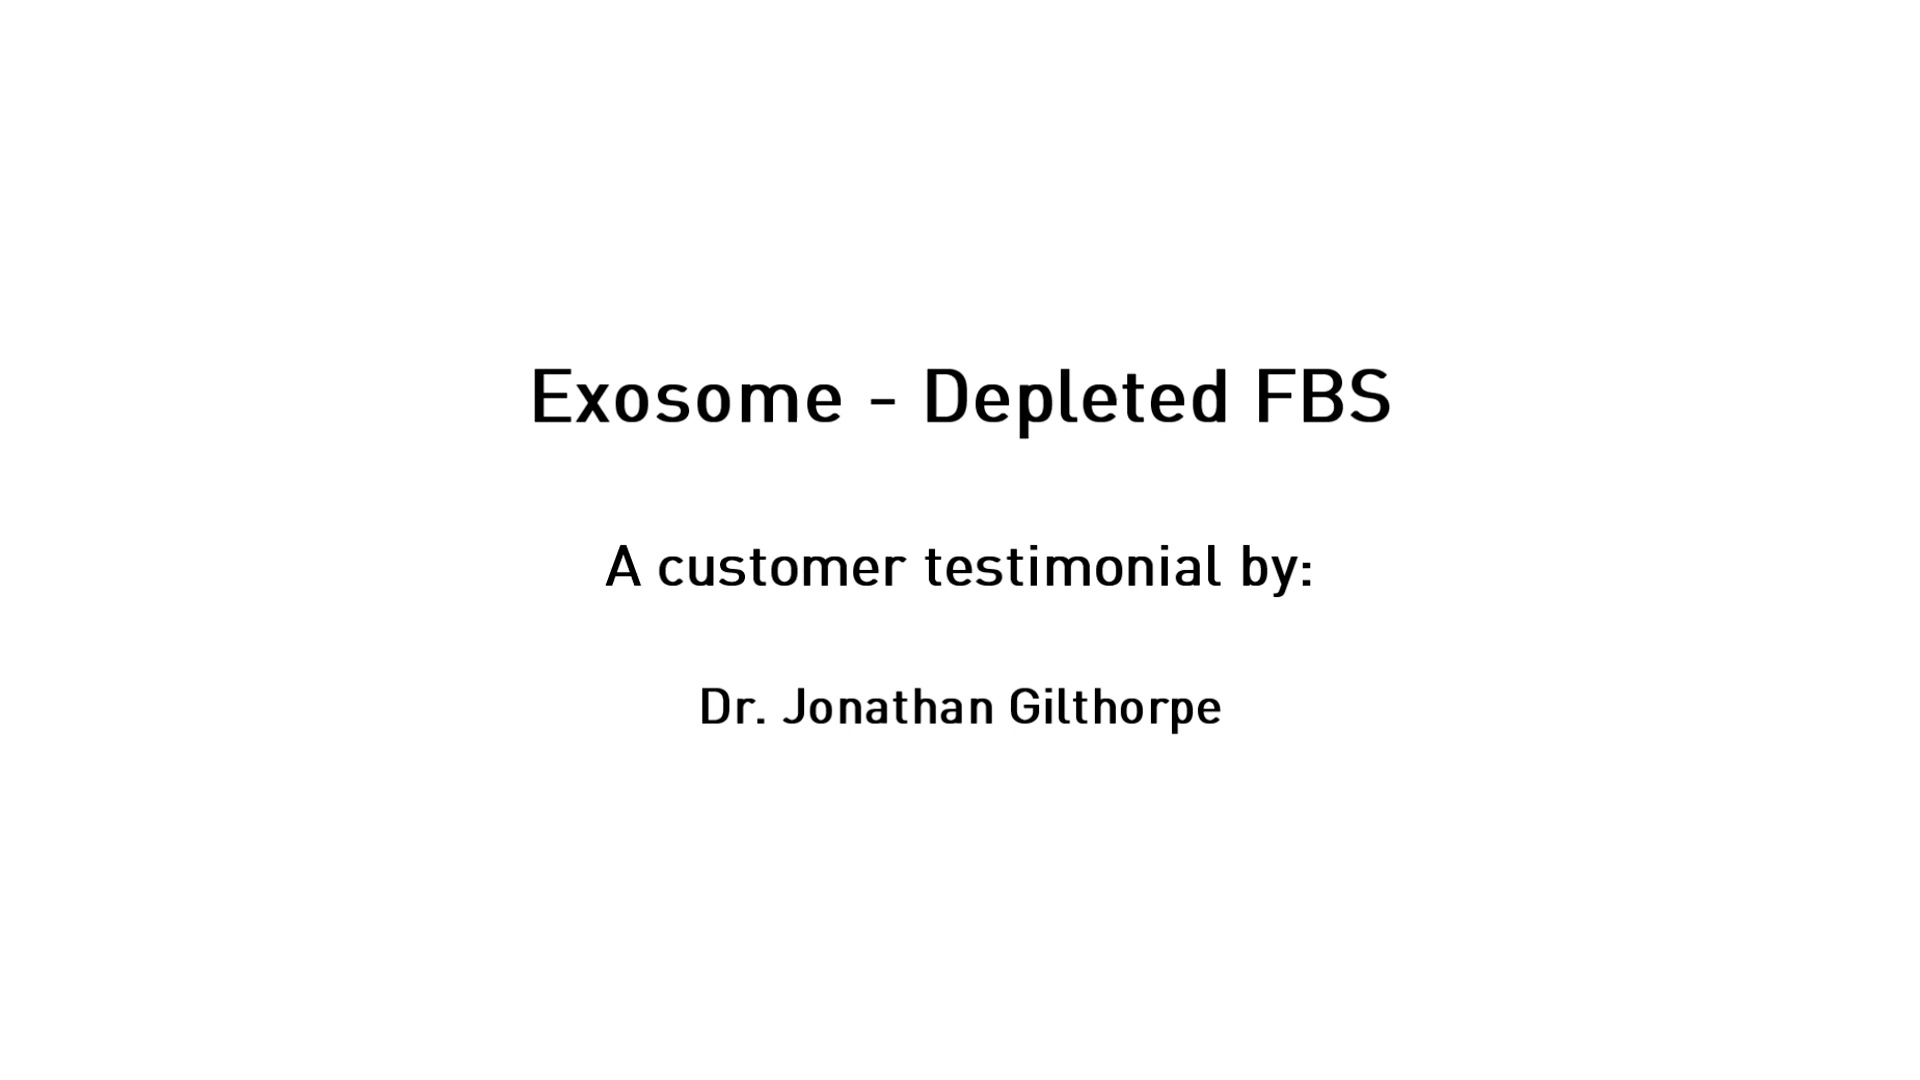 Exosome - Depleted FBS
A customer testimonial by:
Dr. Jonathan Gilthorpe